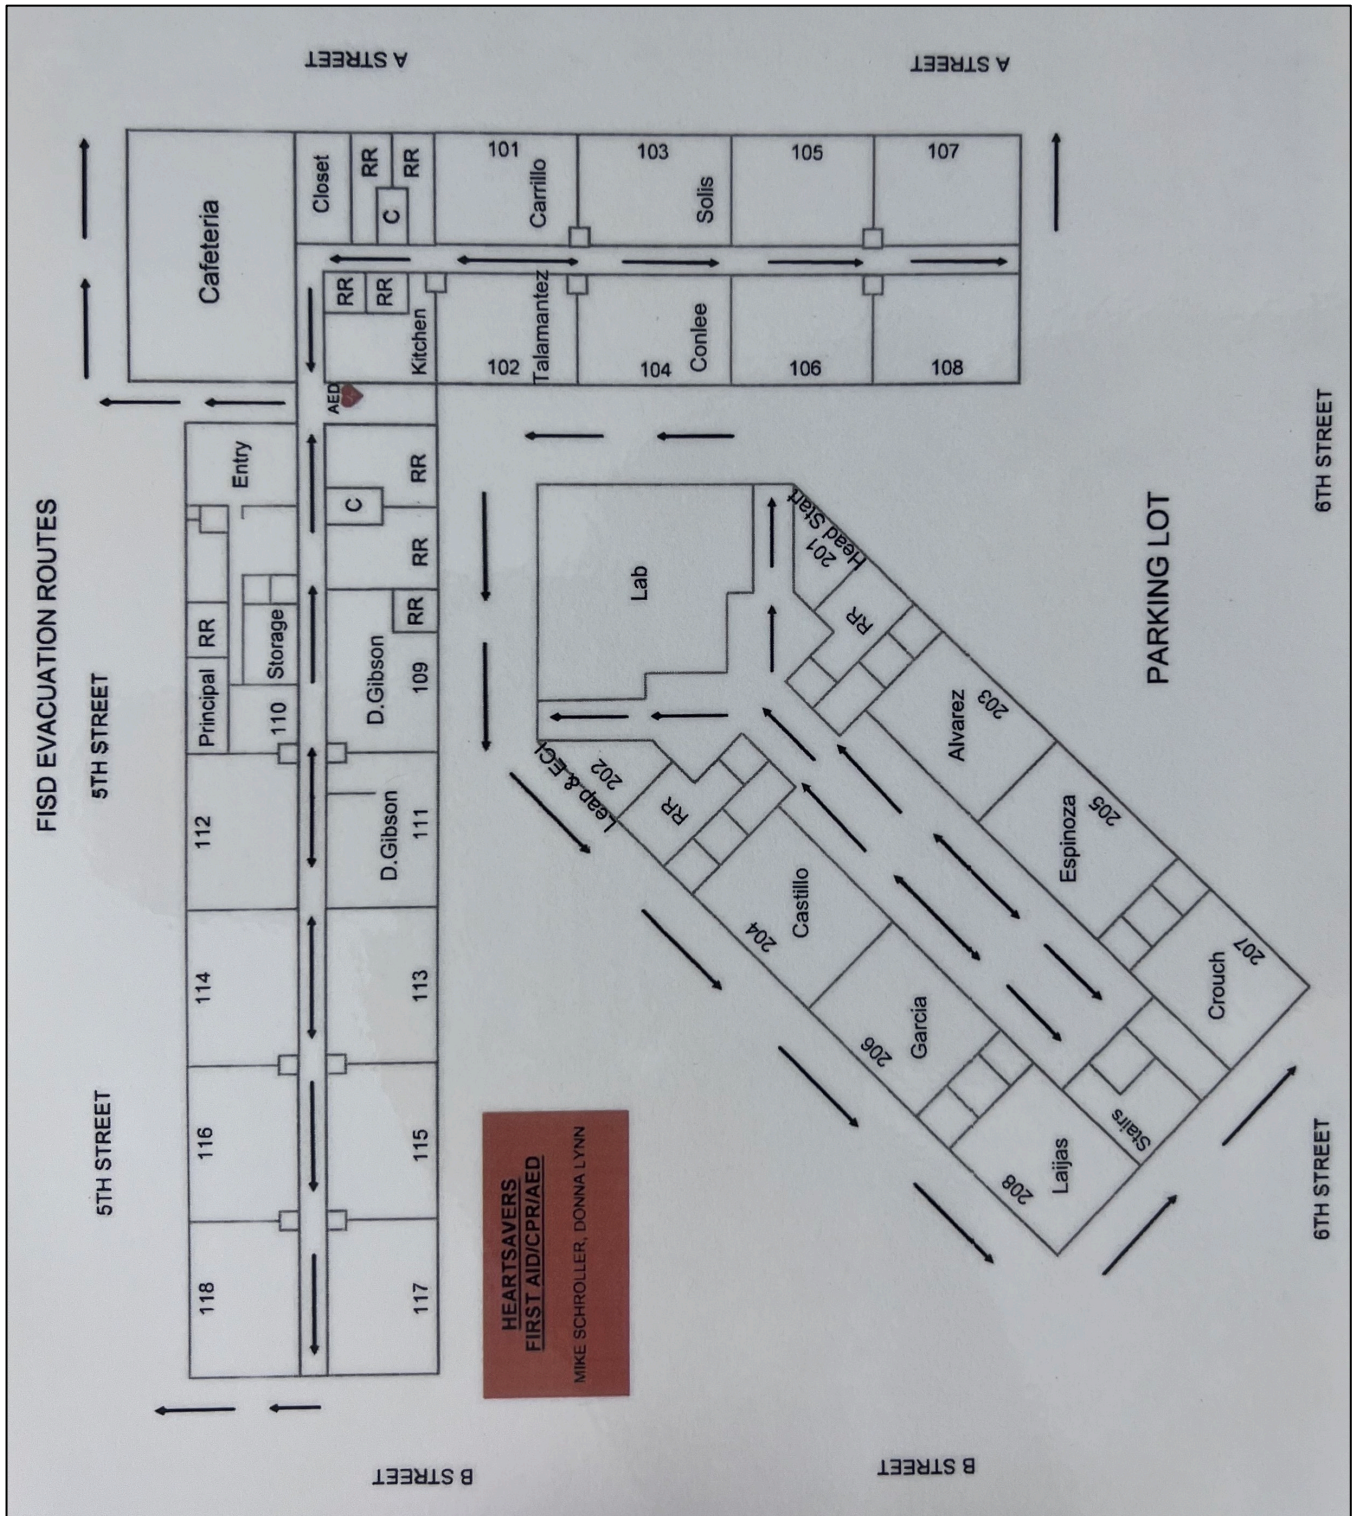 FISD EVACUATION ROUTES
5TH STREET
5TH STREET
A STREET
A STREET
B STREET
B STREET
6TH STREET
6TH STREET
PARKING LOT
118
116
114
112
Principal
RR
Entry
110
Storage
117
115
113
111
D.Gibson
109
D.Gibson
RR
RR
C
RR
AED
Cafeteria
Closet
RR
C
RR
RR
RR
Kitchen
101
Carrillo
102
Talamantez
103
Solis
104
Conlee
105
106
107
108
HEARTSAVERS
FIRST AID/CPR/AED
MIKE SCHROLLER, DONNA LYNN
Lab
201
Head Start
RR
202
Leap & ECI
RR
203
Alvarez
204
Castillo
205
Espinoza
206
Garcia
207
Crouch
208
Laijas
Stairs